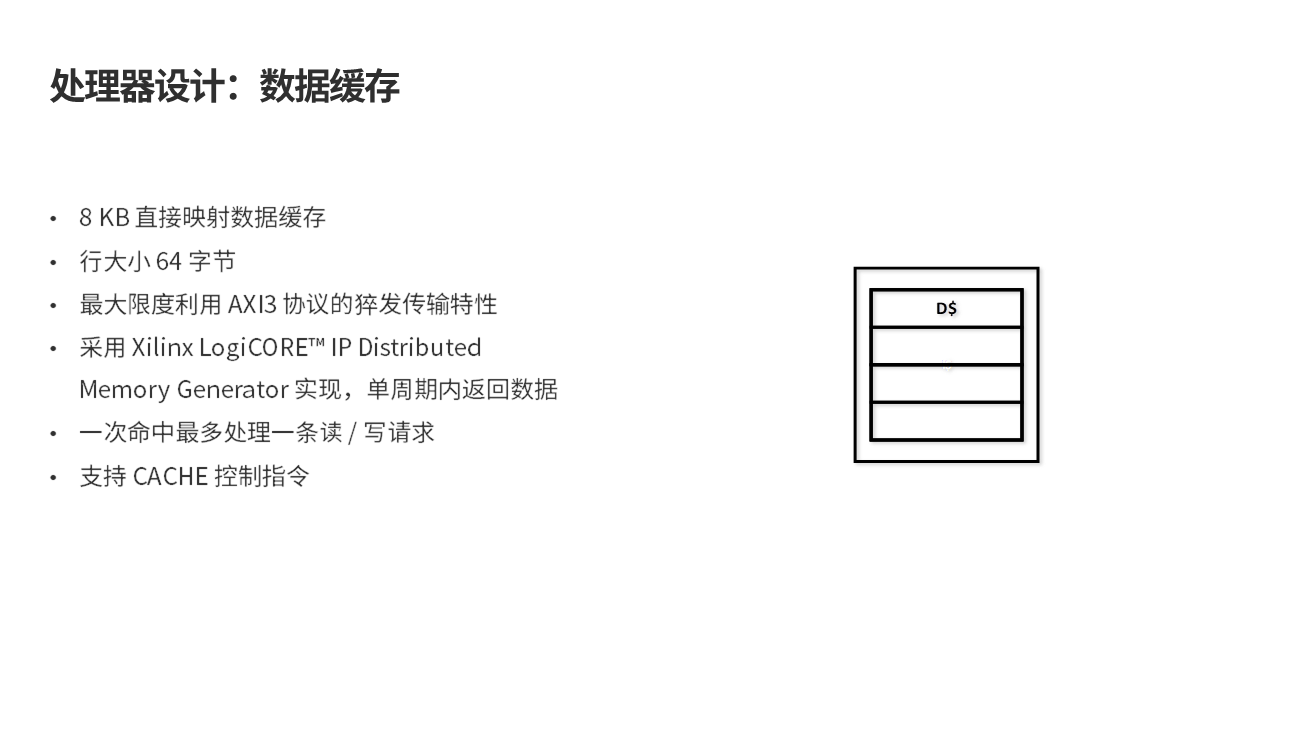 处理器设计：数据缓存
• 8 KB 直接映射数据缓存
• 行大小 64 字节
• 最大限度利用 AXI3 协议的猝发传输特性
• 采用 Xilinx LogiCORE™ IP Distributed
Memory Generator 实现，单周期内返回数据
• 一次命中最多处理一条读 / 写请求
• 支持 CACHE 控制指令
D$